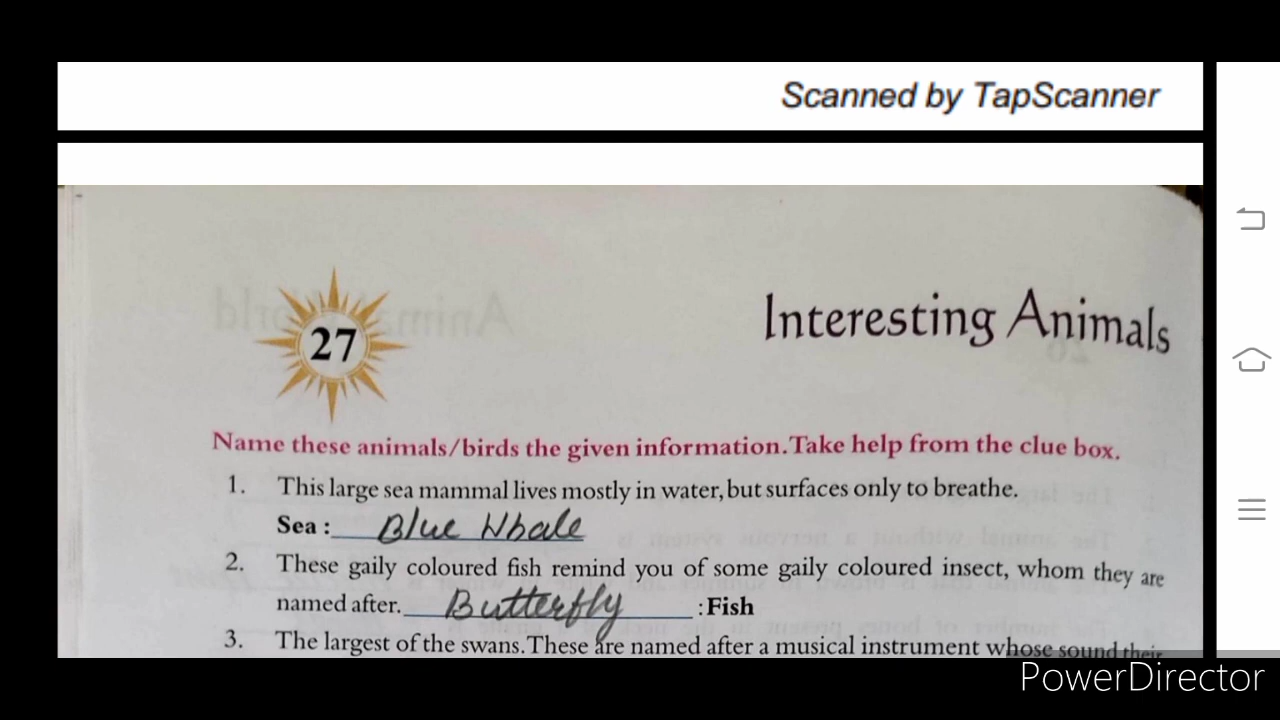 Scanned by TapScanner
27
Interesting Animals
Name these animals/birds the given information. Take help from the clue box.
1. This large sea mammal lives mostly in water, but surfaces only to breathe.
Sea : Blue Whale
2. These gaily coloured fish remind you of some gaily coloured insect, whom they are
named after. Butterfly : Fish
3. The largest of the swans. These are named after a musical instrument whose sound their
PowerDirector